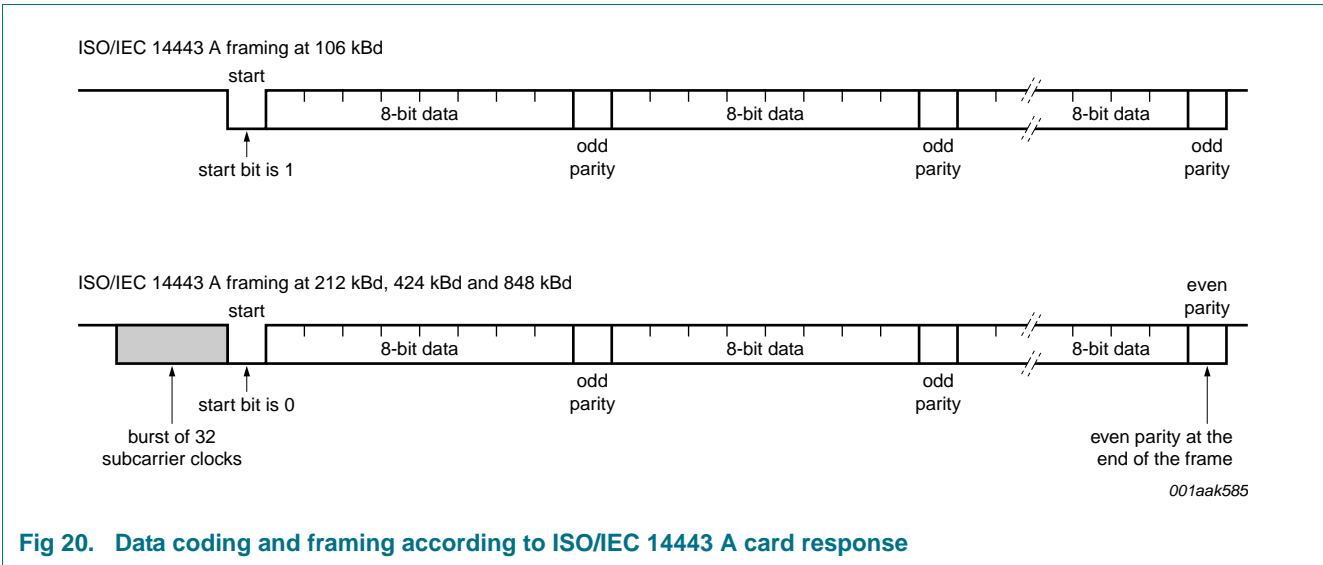 ISO/IEC 14443 A framing at 106 kBd
start
8-bit data
8-bit data
8-bit data
start bit is 1
odd
parity
odd
parity
odd
parity
ISO/IEC 14443 A framing at 212 kBd, 424 kBd and 848 kBd
even
parity
start
8-bit data
8-bit data
8-bit data
start bit is 0
odd
parity
odd
parity
burst of 32
subcarrier clocks
even parity at the
end of the frame
001aak585
Fig 20. Data coding and framing according to ISO/IEC 14443 A card response